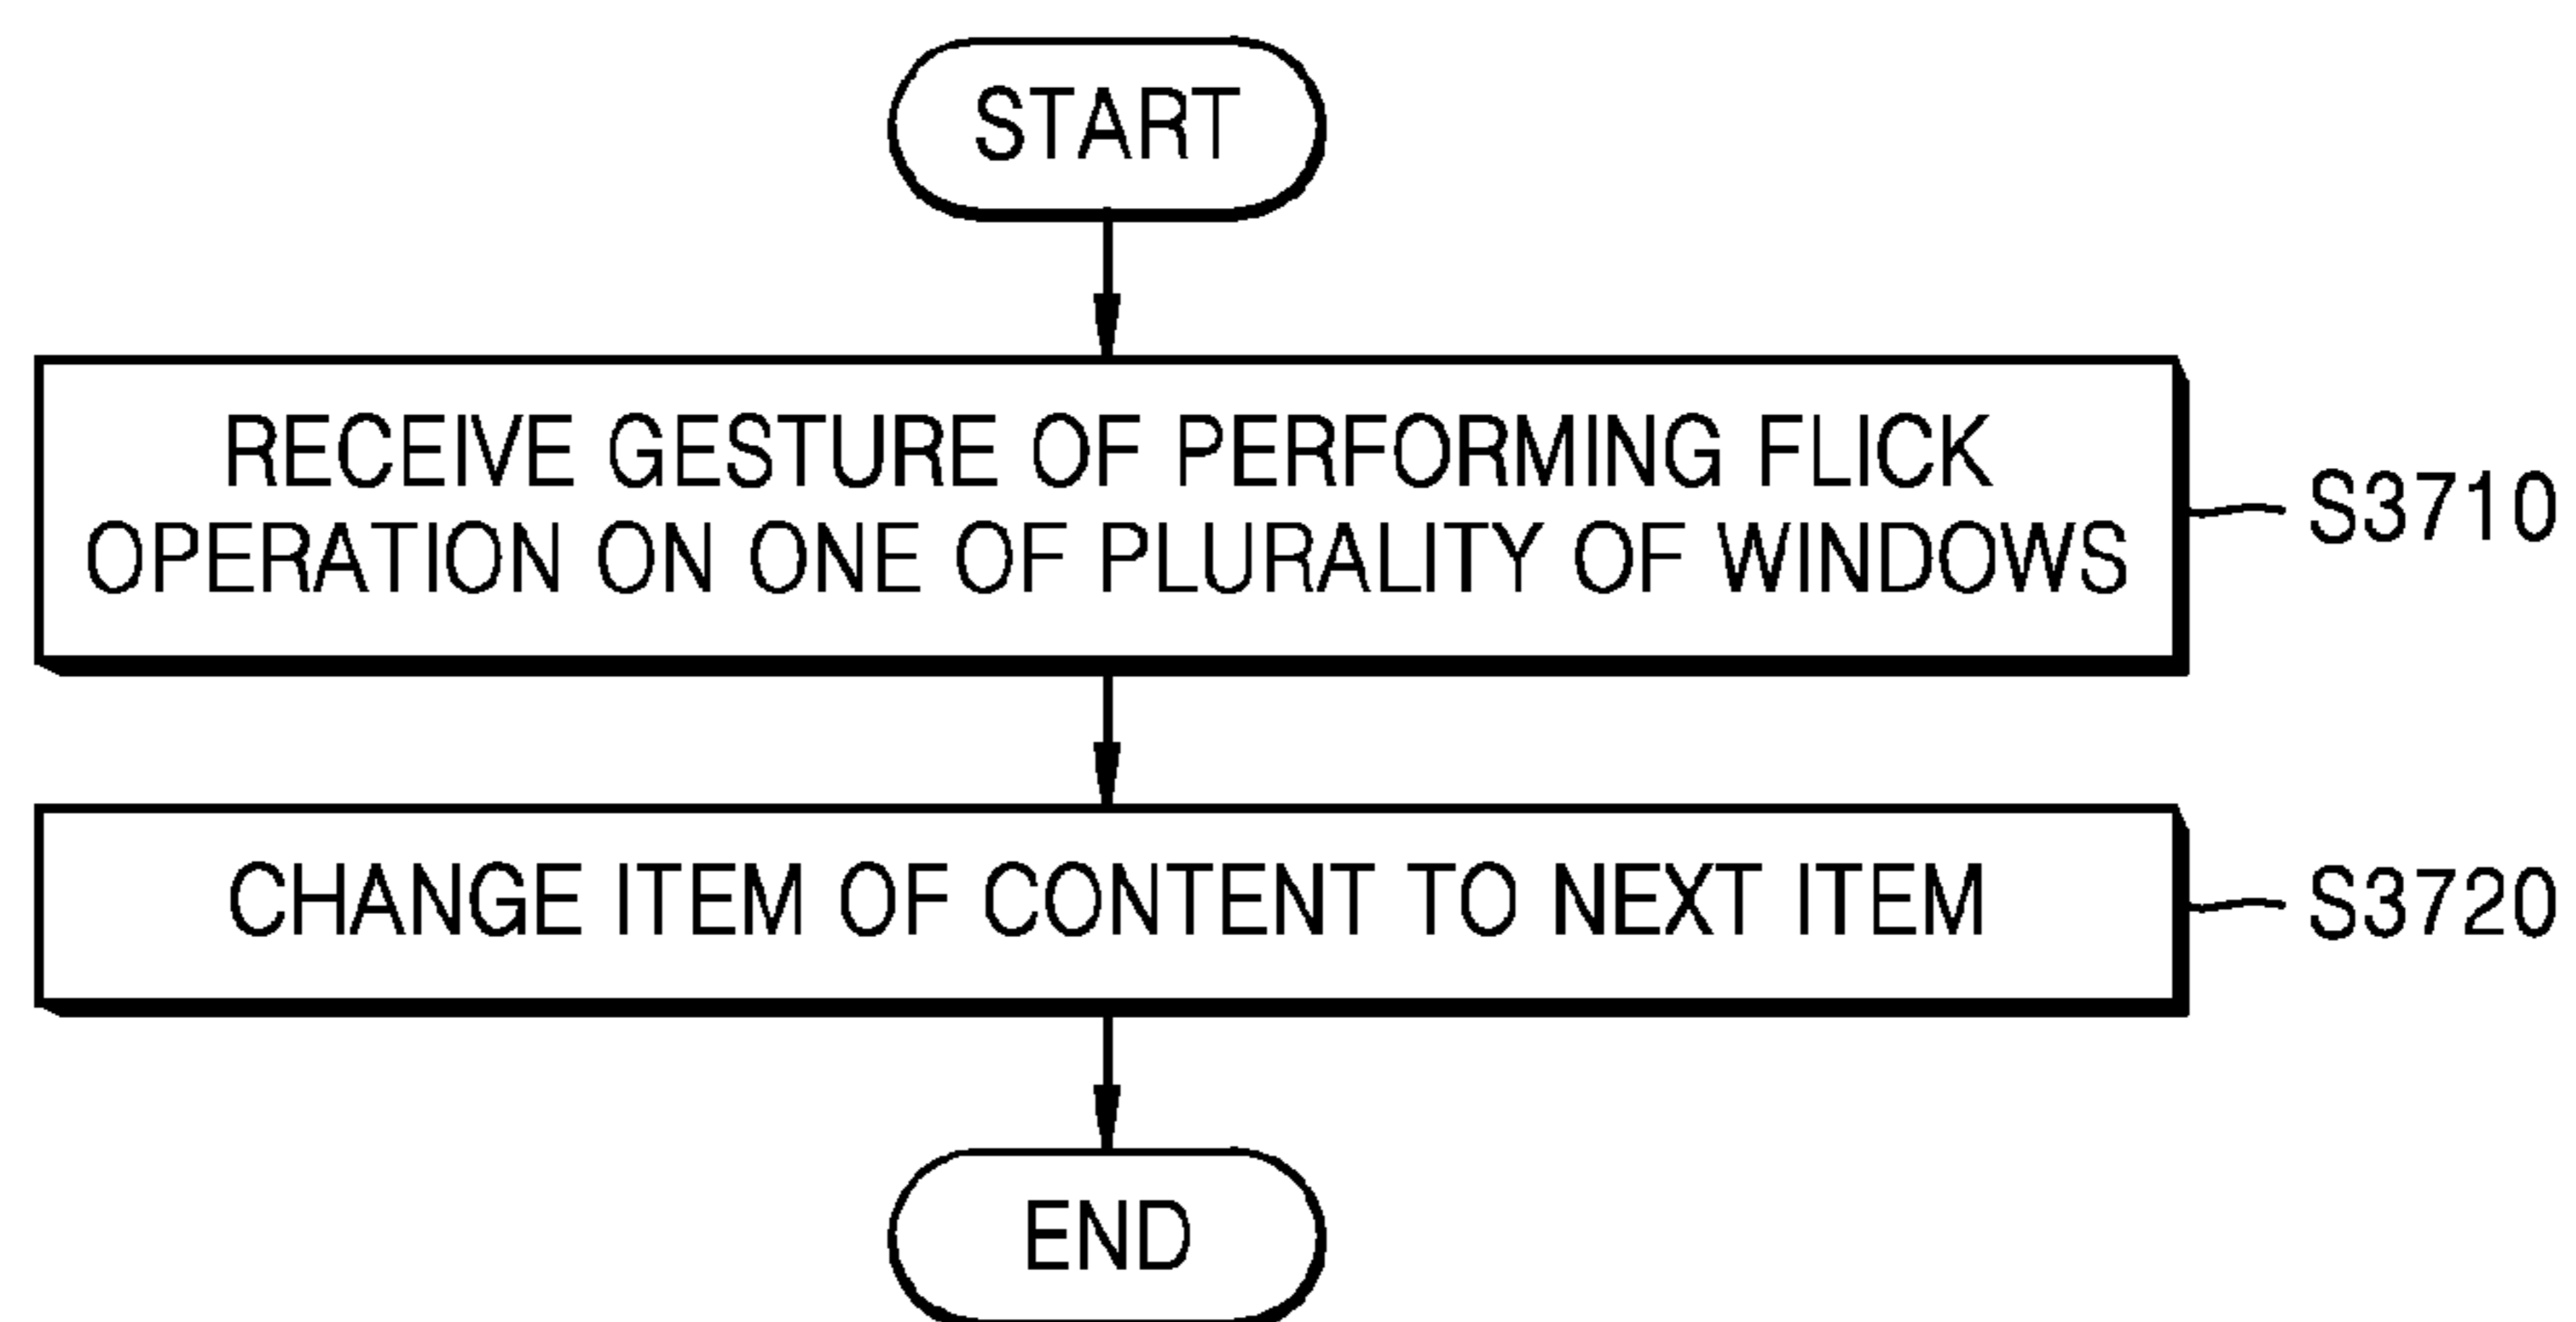 START
RECEIVE GESTURE OF PERFORMING FLICK
OPERATION ON ONE OF PLURALITY OF WINDOWS
S3710
CHANGE ITEM OF CONTENT TO NEXT ITEM
S3720
END